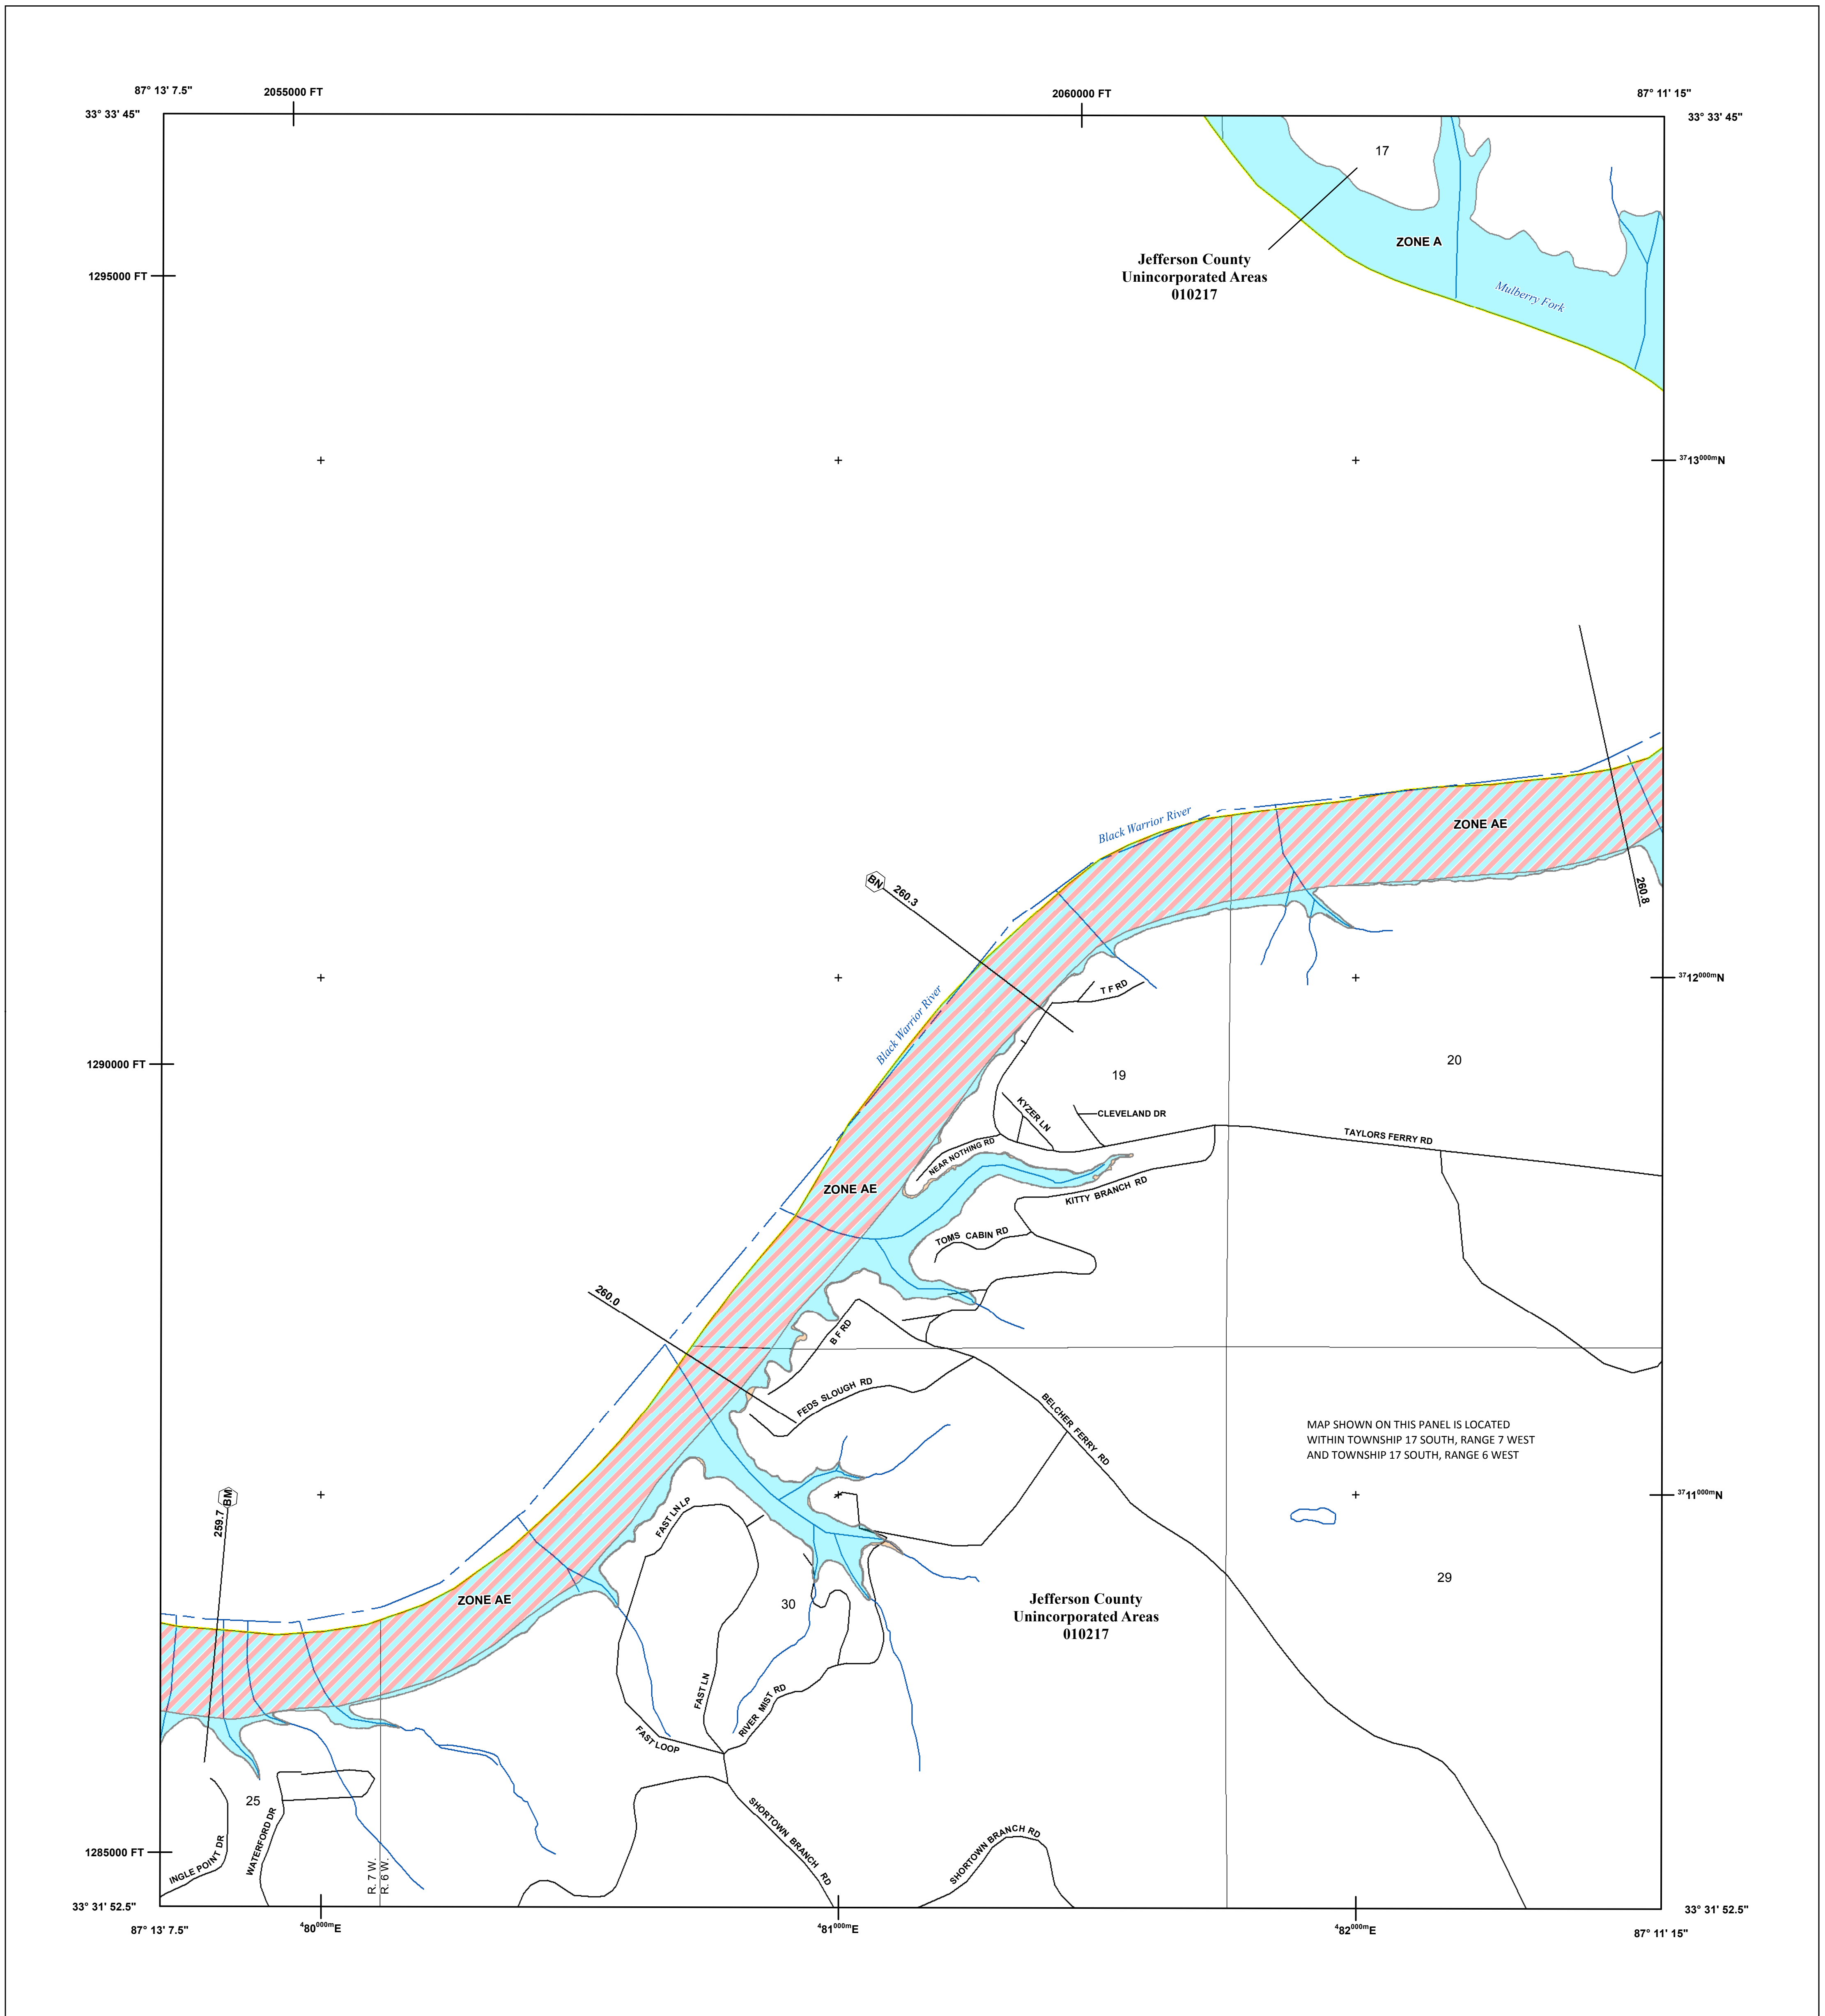 87° 13' 7.5"
2055000 FT
2060000 FT
87° 11' 15"
33° 33' 45"
33° 33' 45"
17
ZONE A
Jefferson County
Unincorporated Areas
010217
1295000 FT
Mulberry Fork
3713000mN
Black Warrior River
ZONE AE
BN
260.3
260.8
3712000mN
T F RD
Black Warrior River
1290000 FT
19
20
KYZER LN
CLEVELAND DR
TAYLORS FERRY RD
NEAR NOTHING RD
ZONE AE
KITTY BRANCH RD
TOMS CABIN RD
260.0
B F RD
FEDS SLOUGH RD
BELCHER FERRY RD
MAP SHOWN ON THIS PANEL IS LOCATED
WITHIN TOWNSHIP 17 SOUTH, RANGE 7 WEST
AND TOWNSHIP 17 SOUTH, RANGE 6 WEST
BM
259.7
3711000mN
FAST LN LP
ZONE AE
30
29
Jefferson County
Unincorporated Areas
010217
FAST LN
RIVER MIST RD
FAST LOOP
25
SHORTOWN BRANCH RD
SHORTOWN BRANCH RD
INGLE POINT DR
WATERFORD DR
R. 7 W.
R. 6 W.
1285000 FT
33° 31' 52.5"
33° 31' 52.5"
87° 13' 7.5"
480000mE
481000mE
482000mE
87° 11' 15"